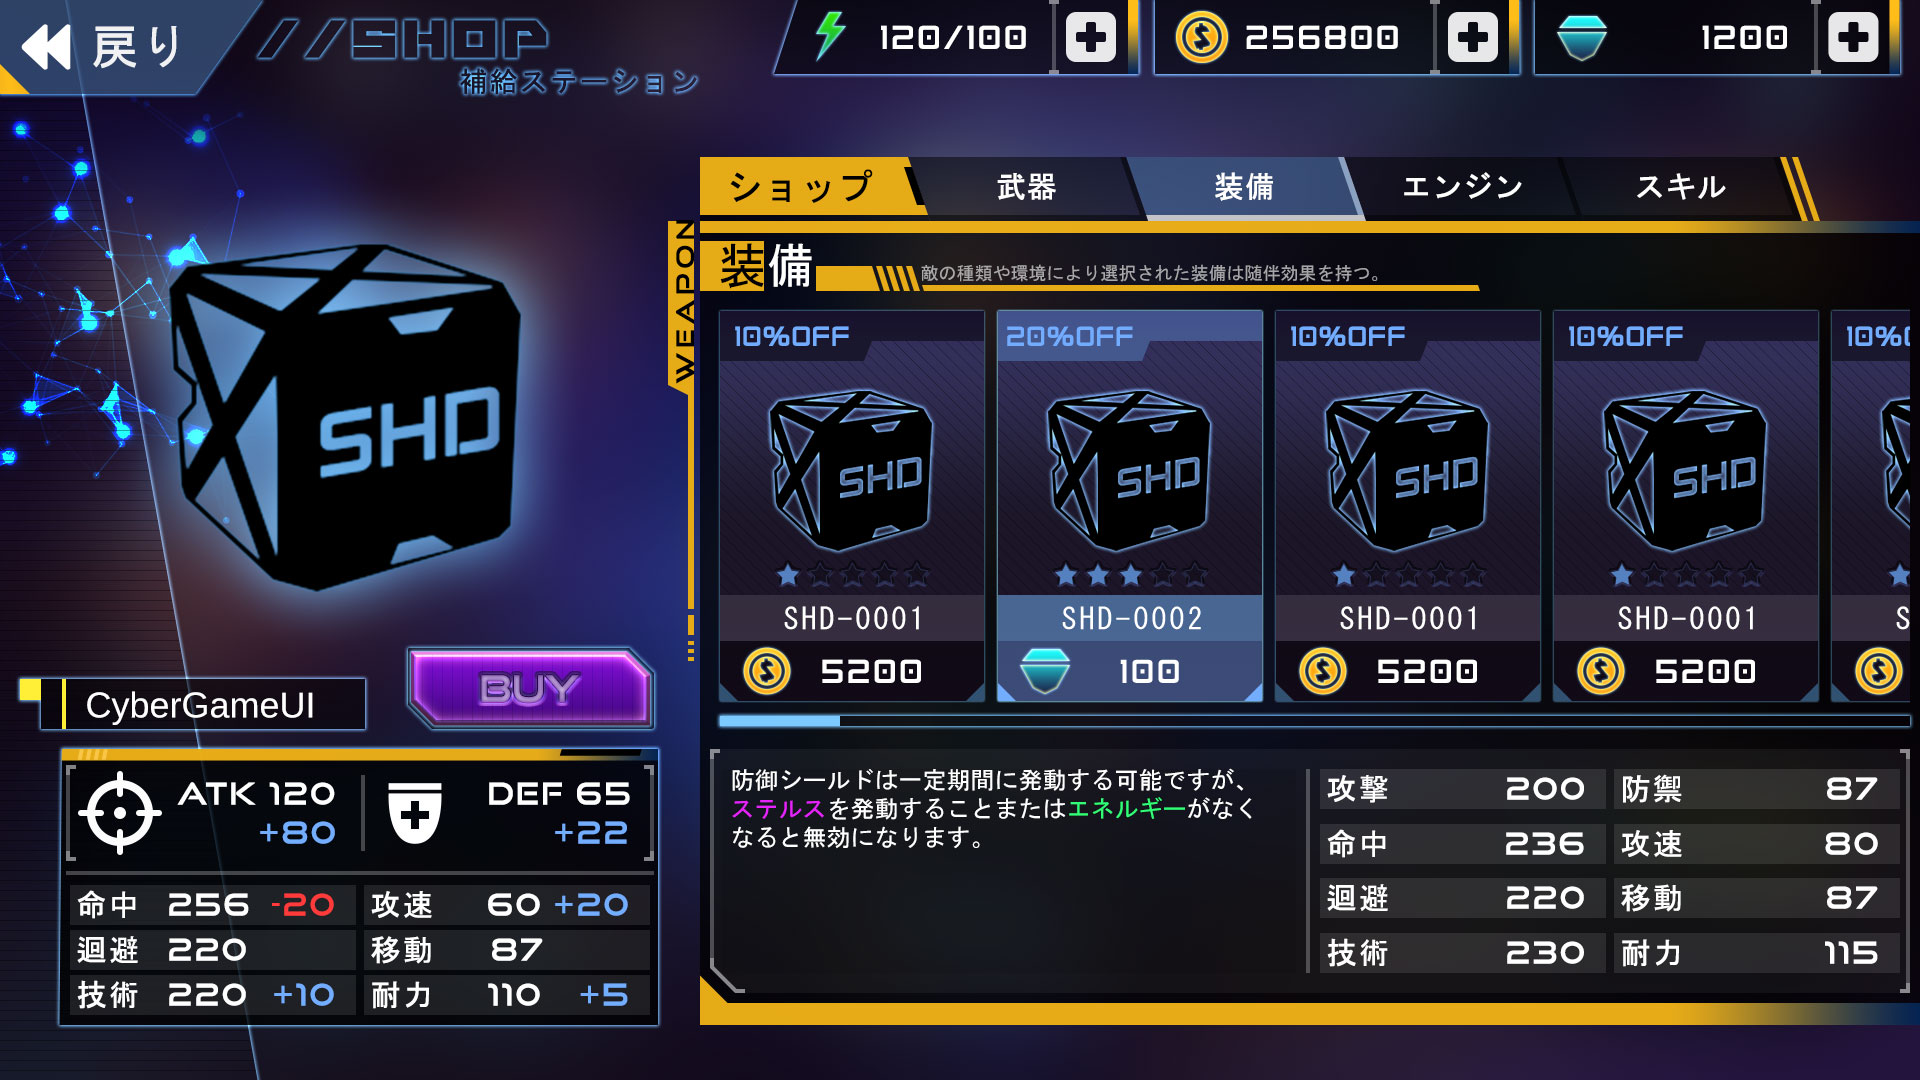 戻り
//SHOP
補給ステーション
120/100
256800
1200
ショップ
武器
装備
エンジン
スキル
WEAPON
装備
敵の種類や環境により選択された装備は随伴効果を持つ。
SHD
10%OFF
SHD
SHD-0001
5200
20%OFF
SHD
SHD-0002
100
10%OFF
SHD
SHD-0001
5200
10%OFF
SHD
SHD-0001
5200
10%
S
CyberGameUI
BUY
ATK 120
+80
DEF 65
+22
命中 256 -20
攻速 60 +20
迴避 220
移動 87
技術 220 +10
耐力 110 +5
防御シールドは一定期間に発動する可能ですが、
ステルスを発動することまたはエネルギーがなく
なると無効になります。
攻撃 200
防禦 87
命中 236
攻速 80
迴避 220
移動 87
技術 230
耐力 115